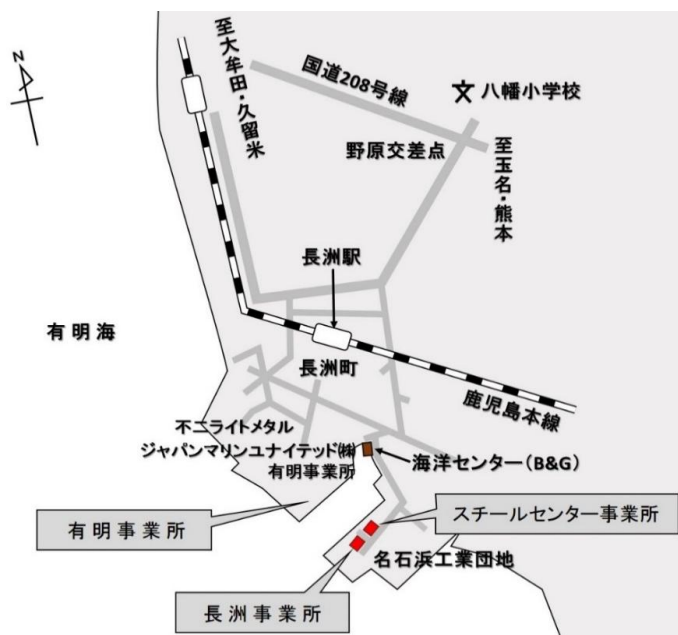 N
至大牟田・久留米
国道208号線
八幡小学校
野原交差点
至玉名・熊本
長洲駅
有明海
長洲町
鹿児島本線
不二ライトメタル
ジャパンマリンユナイテッド㈱
有明事業所
海洋センター（B&G）
スチールセンター事業所
有明事業所
名石浜工業団地
長洲事業所